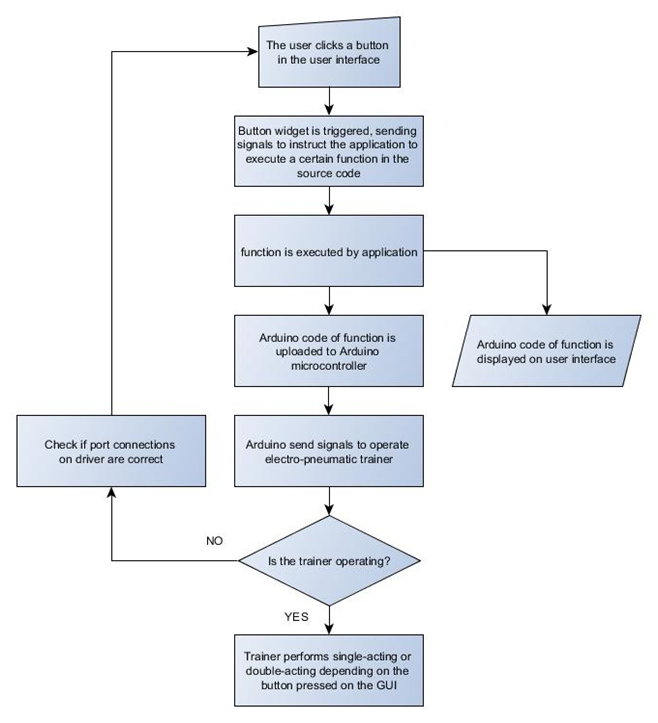 The user clicks a button
in the user interface
Button widget is triggered, sending
signals to instruct the application to
execute a certain function in the
source code
function is executed by application
Arduino code of function is
uploaded to Arduino
microcontroller
Arduino code of function is
displayed on user interface
Check if port connections
on driver are correct
Arduino send signals to operate
electro-pneumatic trainer
NO
Is the trainer operating?
YES
Trainer performs single-acting or
double-acting depending on the
button pressed on the GUI